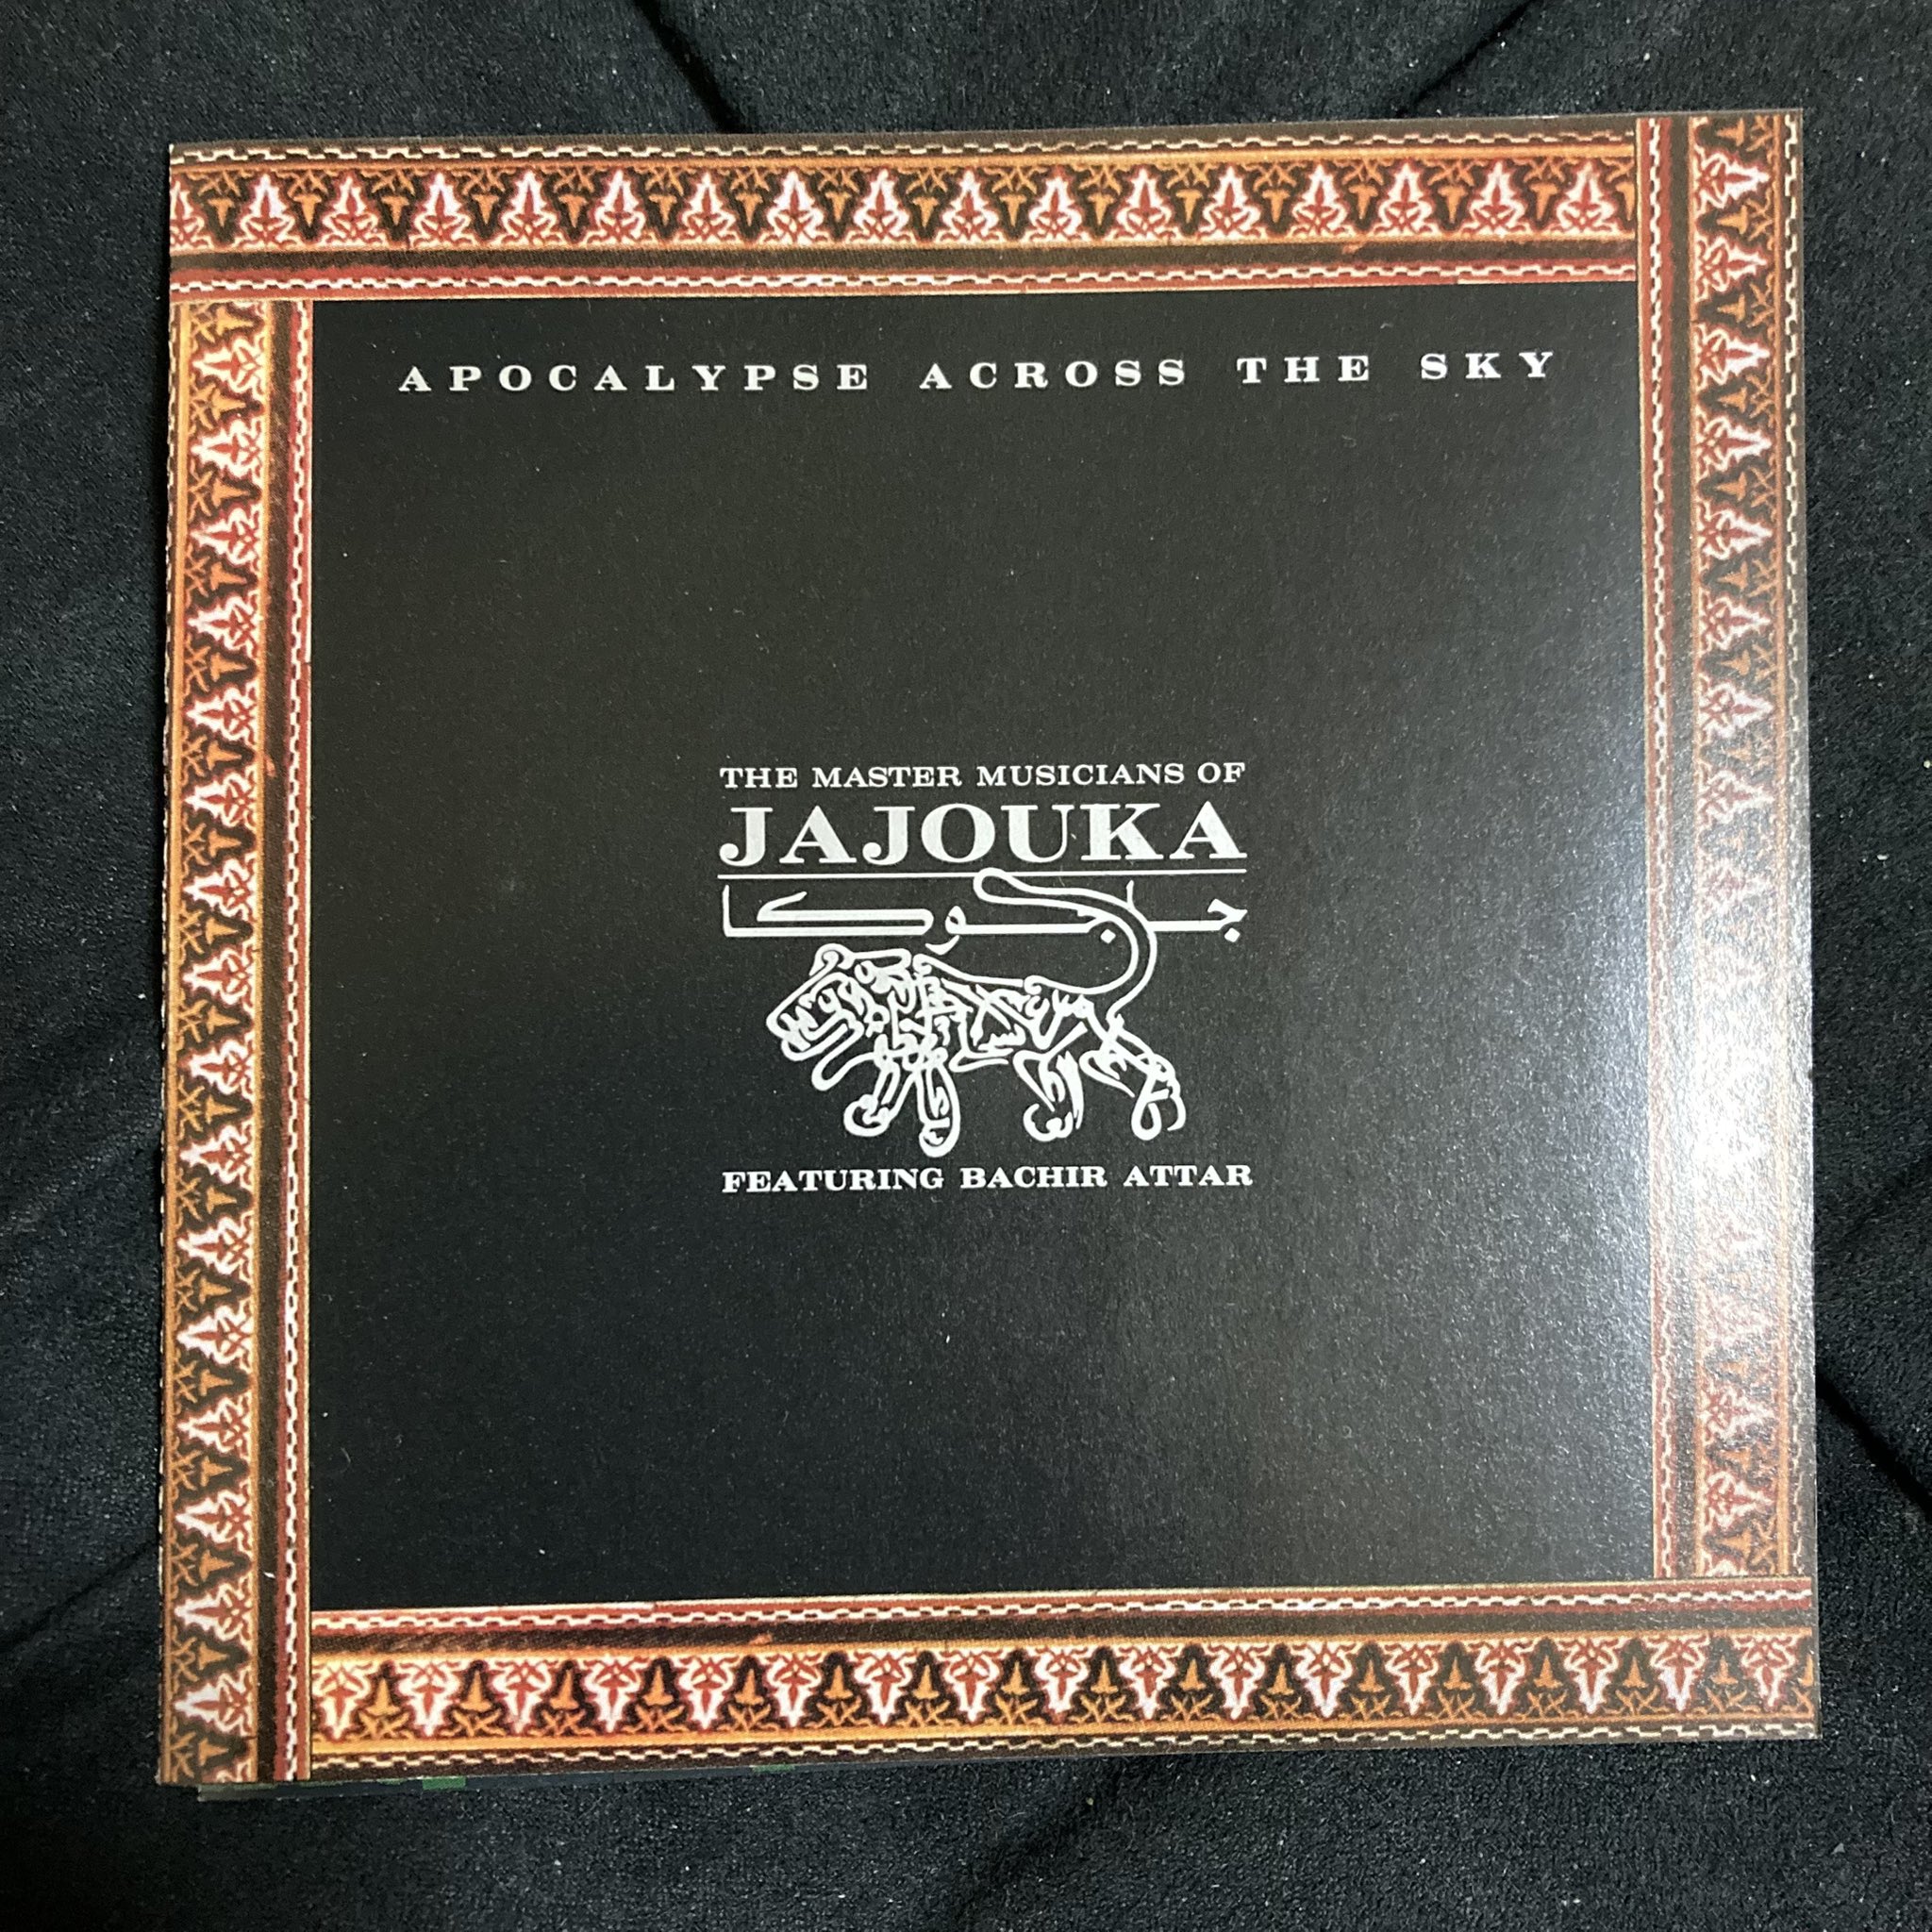 APOCALYPSE ACROSS THE SKY
THE MASTER MUSICIANS OF
JAJOUKA
جاجوكا
FEATURING BACHIR ATTAR